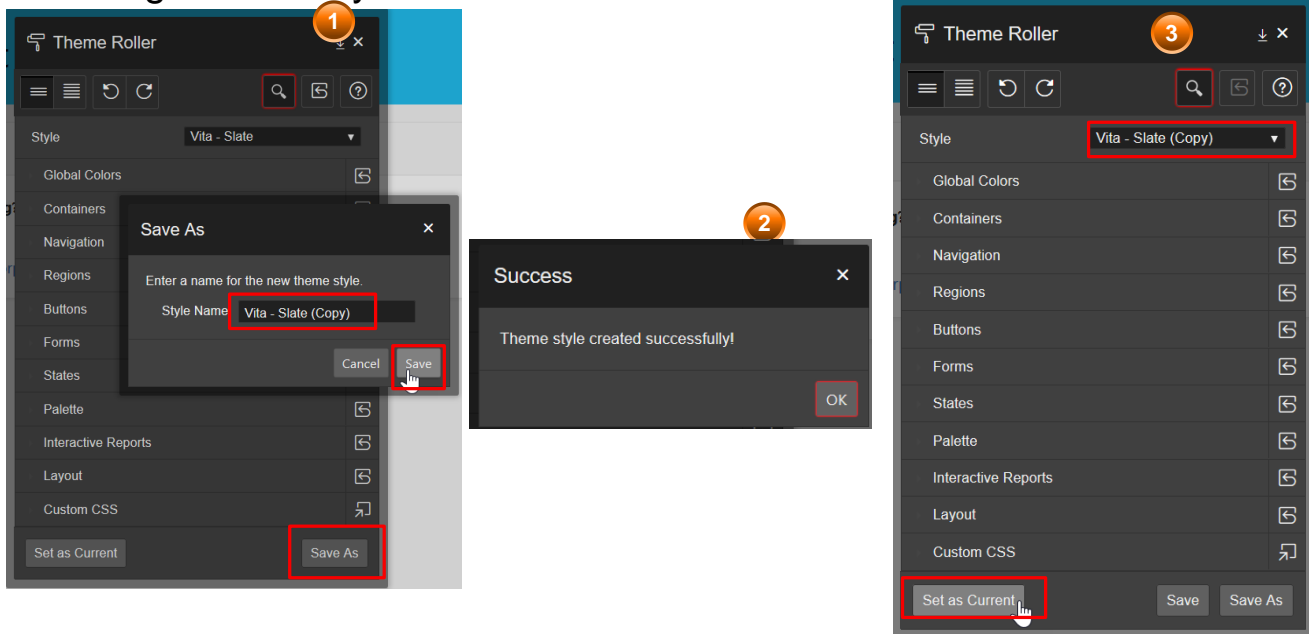 1
Theme Roller
Style Vita - Slate
Global Colors
Containers
Navigation
Regions
Buttons
Forms
States
Palette
Interactive Reports
Layout
Custom CSS
Set as Current Save As
Save As
Enter a name for the new theme style.
Style Name Vita - Slate (Copy)
Cancel Save
2
Success
Theme style created successfully!
OK
3
Theme Roller
Style Vita - Slate (Copy)
Global Colors
Containers
Navigation
Regions
Buttons
Forms
States
Palette
Interactive Reports
Layout
Custom CSS
Set as Current Save Save As